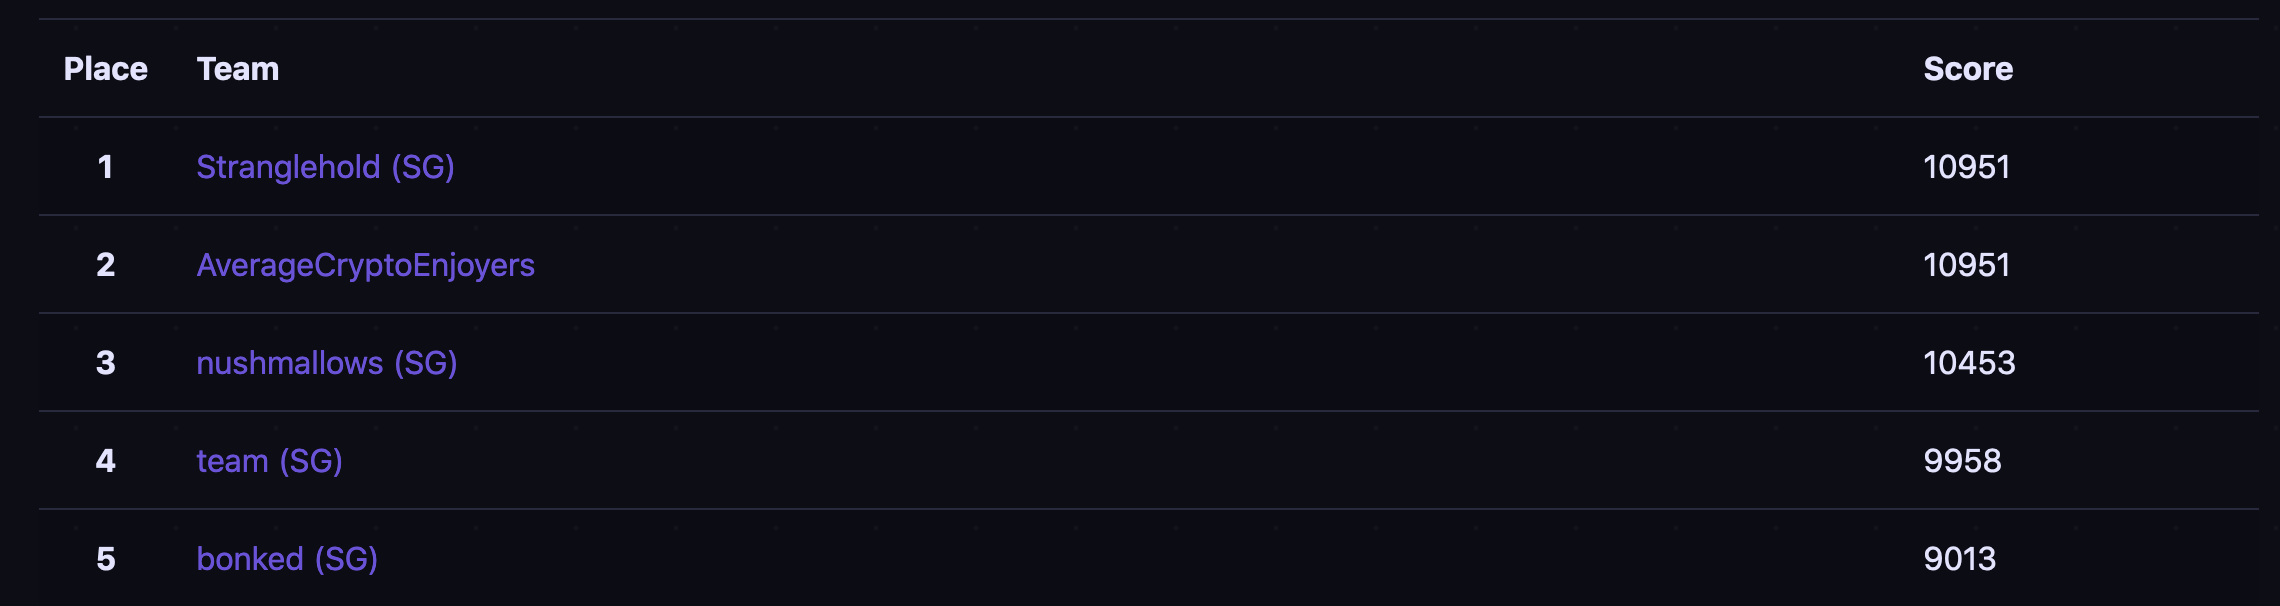 Place Team Score
1 Stranglehold (SG) 10951
2 AverageCryptoEnjoyers 10951
3 nushmallows (SG) 10453
4 team (SG) 9958
5 bonked (SG) 9013